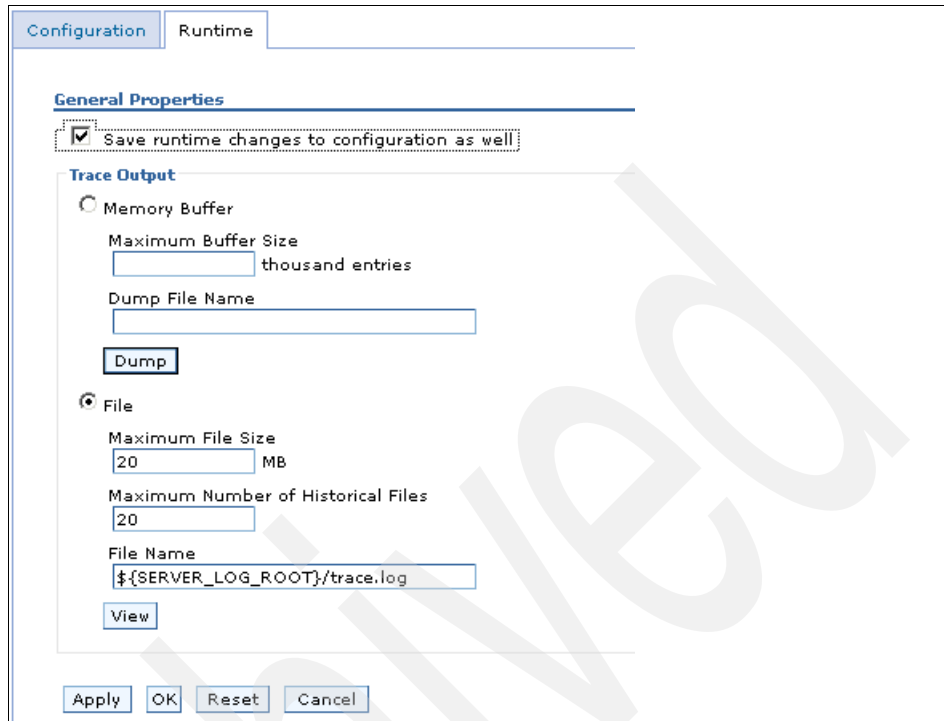 Configuration Runtime
General Properties
Save runtime changes to configuration as well
Trace Output
Memory Buffer
Maximum Buffer Size
thousand entries
Dump File Name
Dump
File
Maximum File Size
20 MB
Maximum Number of Historical Files
20
File Name
${SERVER_LOG_ROOT}/trace.log
View
Apply OK Reset Cancel
hived